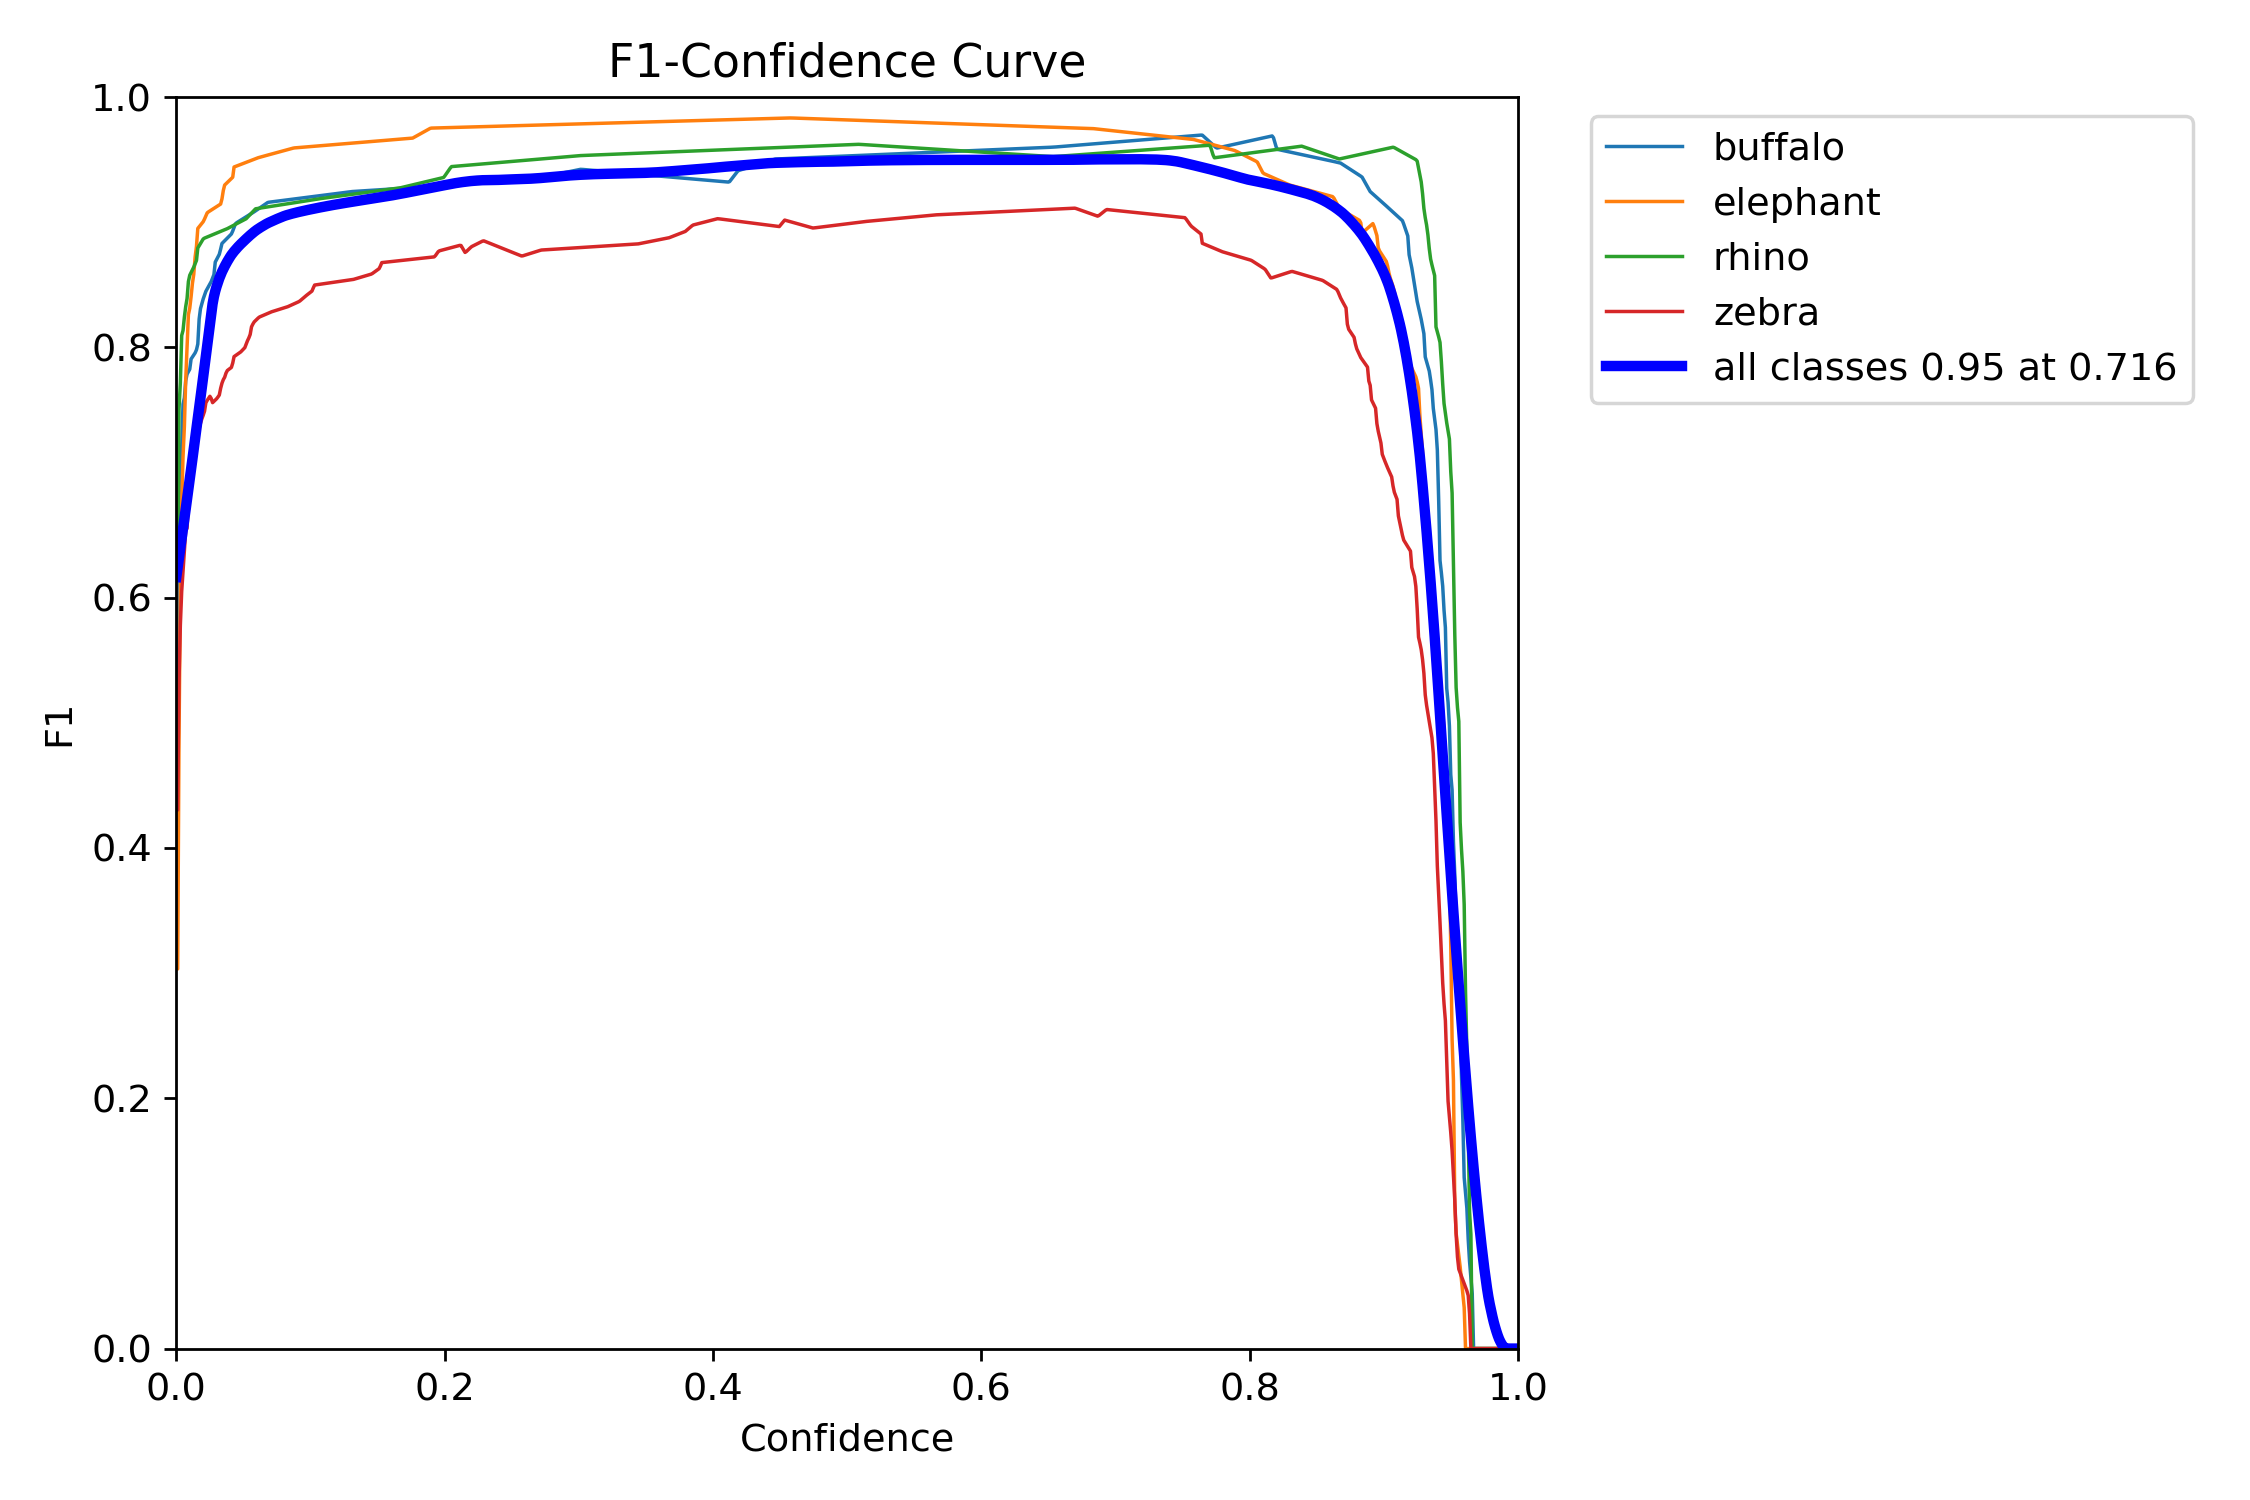 F1-Confidence Curve
1.0
0.8
0.6
0.4
0.2
0.0
F1
0.0 0.2 0.4 0.6 0.8 1.0
Confidence
buffalo
elephant
rhino
zebra
all classes 0.95 at 0.716